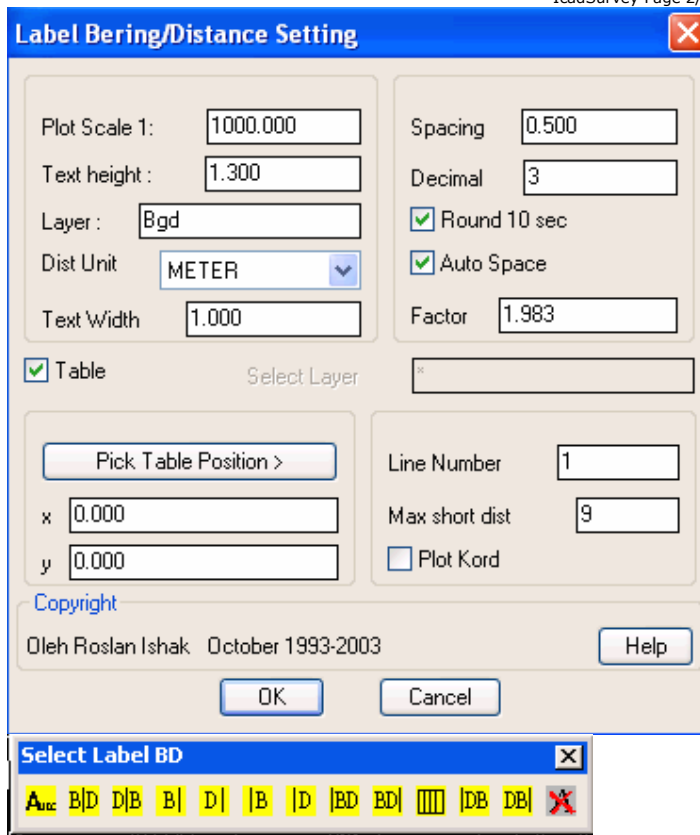 Label Bering/Distance Setting
Plot Scale 1: 1000.000
Text height : 1.300
Layer : Bgd
Dist Unit METER
Text Width 1.000
Spacing 0.500
Decimal 3
Round 10 sec
Auto Space
Factor 1.983
Table Select Layer *
Pick Table Position >
x 0.000
y 0.000
Line Number 1
Max short dist 9
Plot Kord
Copyright
Oleh Roslan Ishak October 1993-2003 Help
OK Cancel
Select Label BD
B|D D|B B| D| |B |D |BD BD| |DB DB|